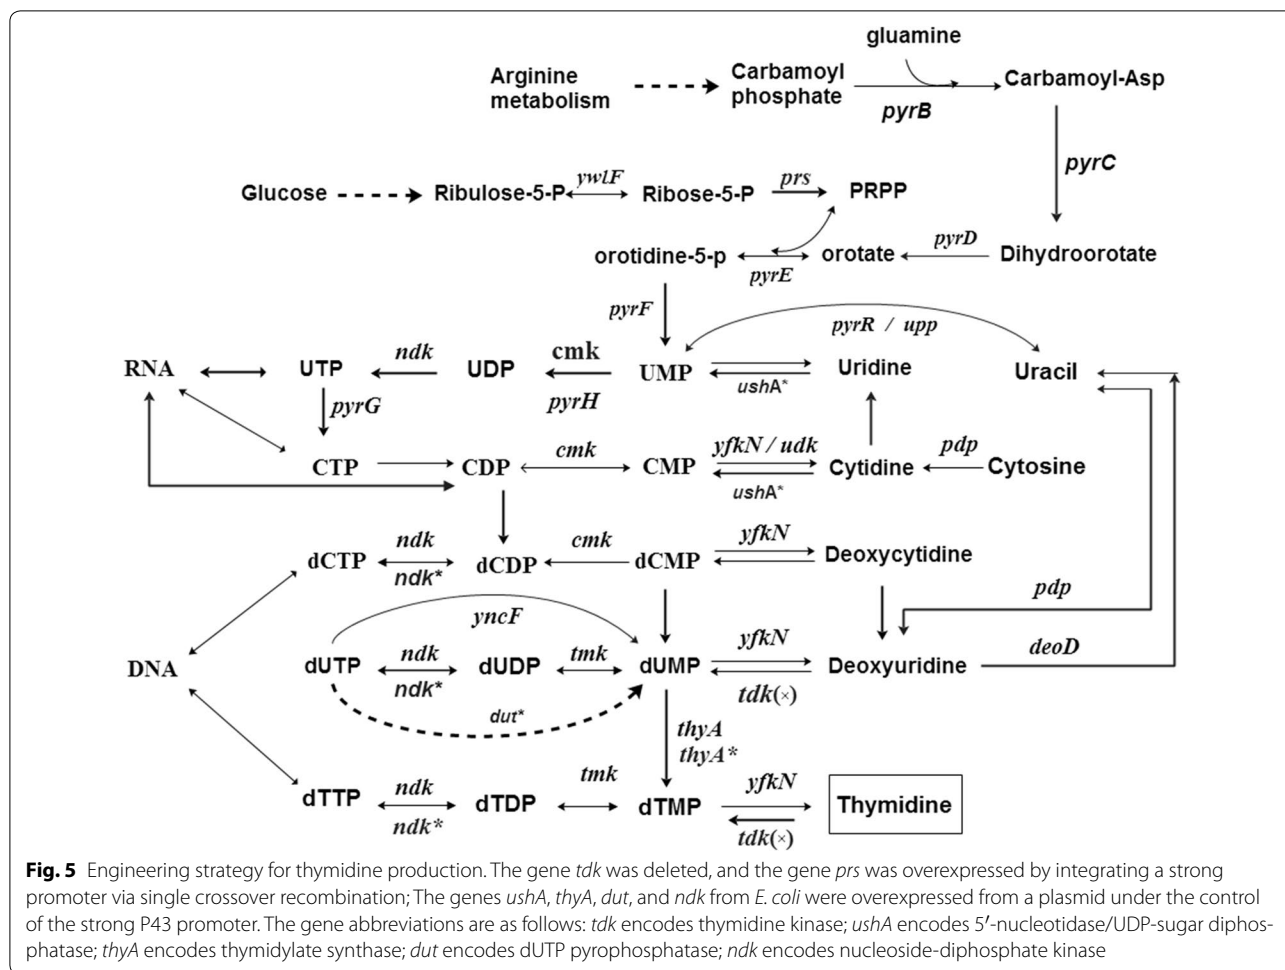 gluamine
Arginine metabolism
Carbamoyl phosphate
Carbamoyl-Asp
pyrB
pyrC
Glucose
Ribulose-5-P
ywlF
Ribose-5-P
prs
PRPP
orotidine-5-p
pyrE
orotate
pyrD
Dihydroorotate
pyrF
pyrR / upp
RNA
UTP
ndk
UDP
cmk
pyrH
UMP
ushA*
Uridine
Uracil
pyrG
CTP
CDP
cmk
CMP
yfkN / udk
ushA*
Cytidine
pdp
Cytosine
dCTP
ndk
ndk*
dCDP
cmk
dCMP
yfkN
Deoxycytidine
pdp
yncF
DNA
dUTP
ndk
ndk*
dUDP
tmk
dUMP
yfkN
tdk(×)
Deoxyuridine
deoD
dut*
thyA
thyA*
dTTP
ndk
ndk*
dTDP
tmk
dTMP
yfkN
tdk(×)
Thymidine
Fig. 5 Engineering strategy for thymidine production. The gene tdk was deleted, and the gene prs was overexpressed by integrating a strong
promoter via single crossover recombination; The genes ushA, thyA, dut, and ndk from E. coli were overexpressed from a plasmid under the control
of the strong P43 promoter. The gene abbreviations are as follows: tdk encodes thymidine kinase; ushA encodes 5′-nucleotidase/UDP-sugar diphos-
phatase; thyA encodes thymidylate synthase; dut encodes dUTP pyrophosphatase; ndk encodes nucleoside-diphosphate kinase